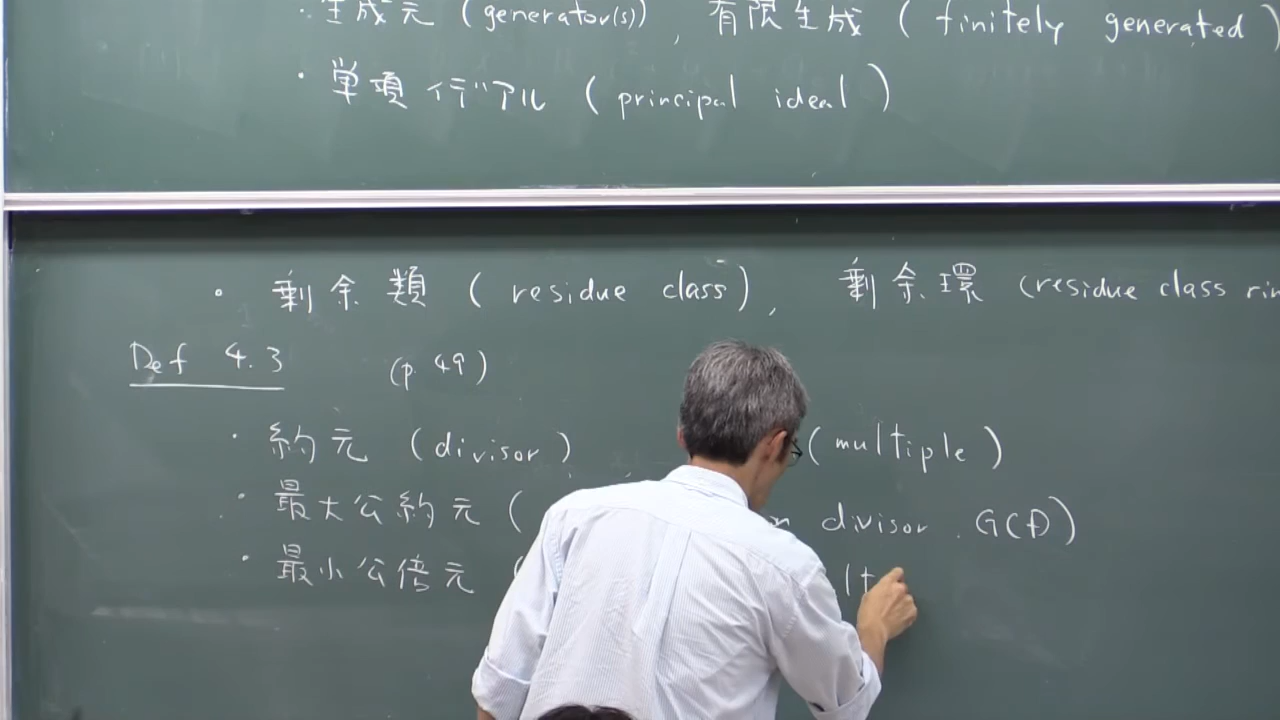 ・生成元 (generator(s)), 有限生成 (finitely generated)
・単項イデアル (principal ideal)
・剰余類 (residue class), 剰余環 (residue class rin
Def 4.3 (p. 49)
・約元 (divisor) (multiple)
・最大公約元 ( divisor. GCD)
・最小公倍元 (